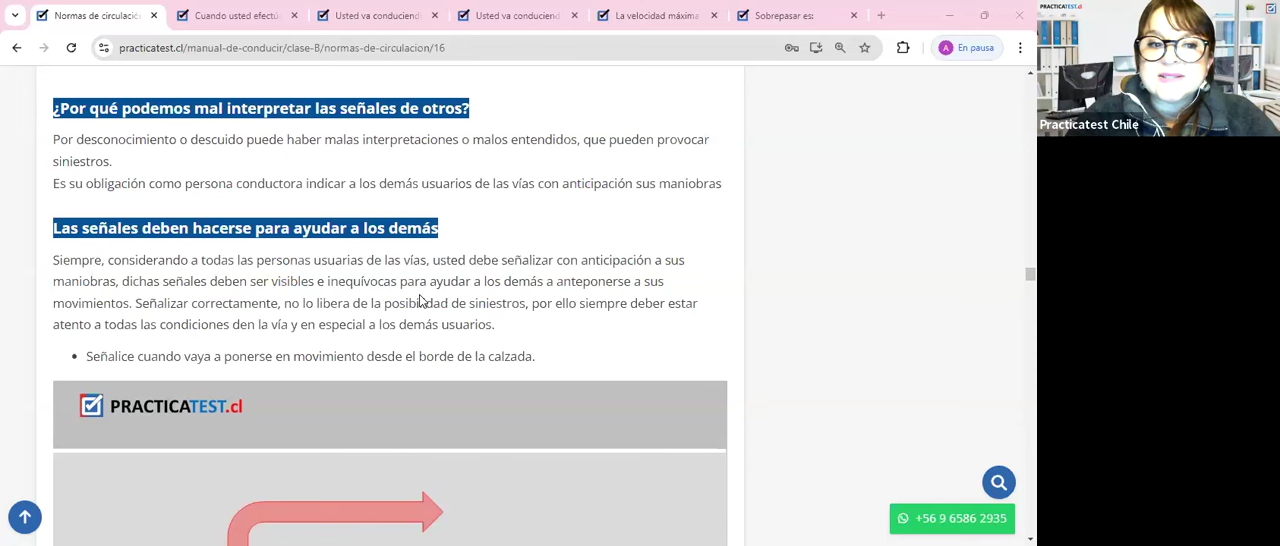 Normas de circulació
Cuando usted efectú
Usted va conduciend
Usted va conduciend
La velocidad máxima
Sobrepasar es:
practicatest.cl/manual-de-conducir/clase-B/normas-de-circulacion/16
A
En pausa
¿Por qué podemos mal interpretar las señales de otros?
Por desconocimiento o descuido puede haber malas interpretaciones o malos entendidos, que pueden provocar
siniestros.
Es su obligación como persona conductora indicar a los demás usuarios de las vías con anticipación sus maniobras
Las señales deben hacerse para ayudar a los demás
Siempre, considerando a todas las personas usuarias de las vías, usted debe señalizar con anticipación a sus
maniobras, dichas señales deben ser visibles e inequívocas para ayudar a los demás a anteponerse a sus
movimientos. Señalizar correctamente, no lo libera de la posibilidad de siniestros, por ello siempre deber estar
atento a todas las condiciones den la vía y en especial a los demás usuarios.
• Señalice cuando vaya a ponerse en movimiento desde el borde de la calzada.
PRACTICATEST.cl
+56 9 6586 2935
PRACTICATEST.cl
Practicatest Chile